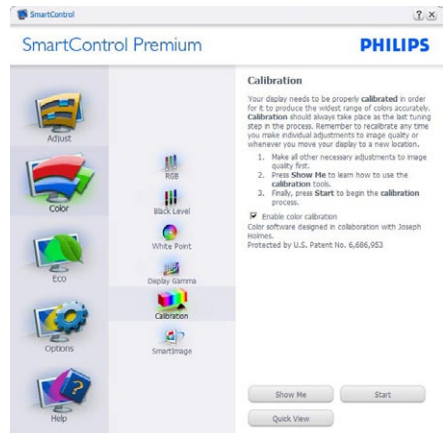 SmartControl
SmartControl Premium
PHILIPS
Adjust
Color
Eco
Options
Help
RGB
Black Level
White Point
Display Gamma
Calibration
SmartImage
Calibration
Your display needs to be properly calibrated in order
for it to produce the widest range of colors accurately.
Calibration should always take place as the last tuning
step in the process. Remember to recalibrate any time
you make individual adjustments to image quality or
whenever you move your display to a new location.
1. Make all other necessary adjustments to image
quality first.
2. Press Show Me to learn how to use the
calibration tools.
3. Finally, press Start to begin the calibration
process.
Enable color calibration
Color software designed in collaboration with Joseph
Holmes.
Protected by U.S. Patent No. 6,686,953
Show Me
Start
Quick View